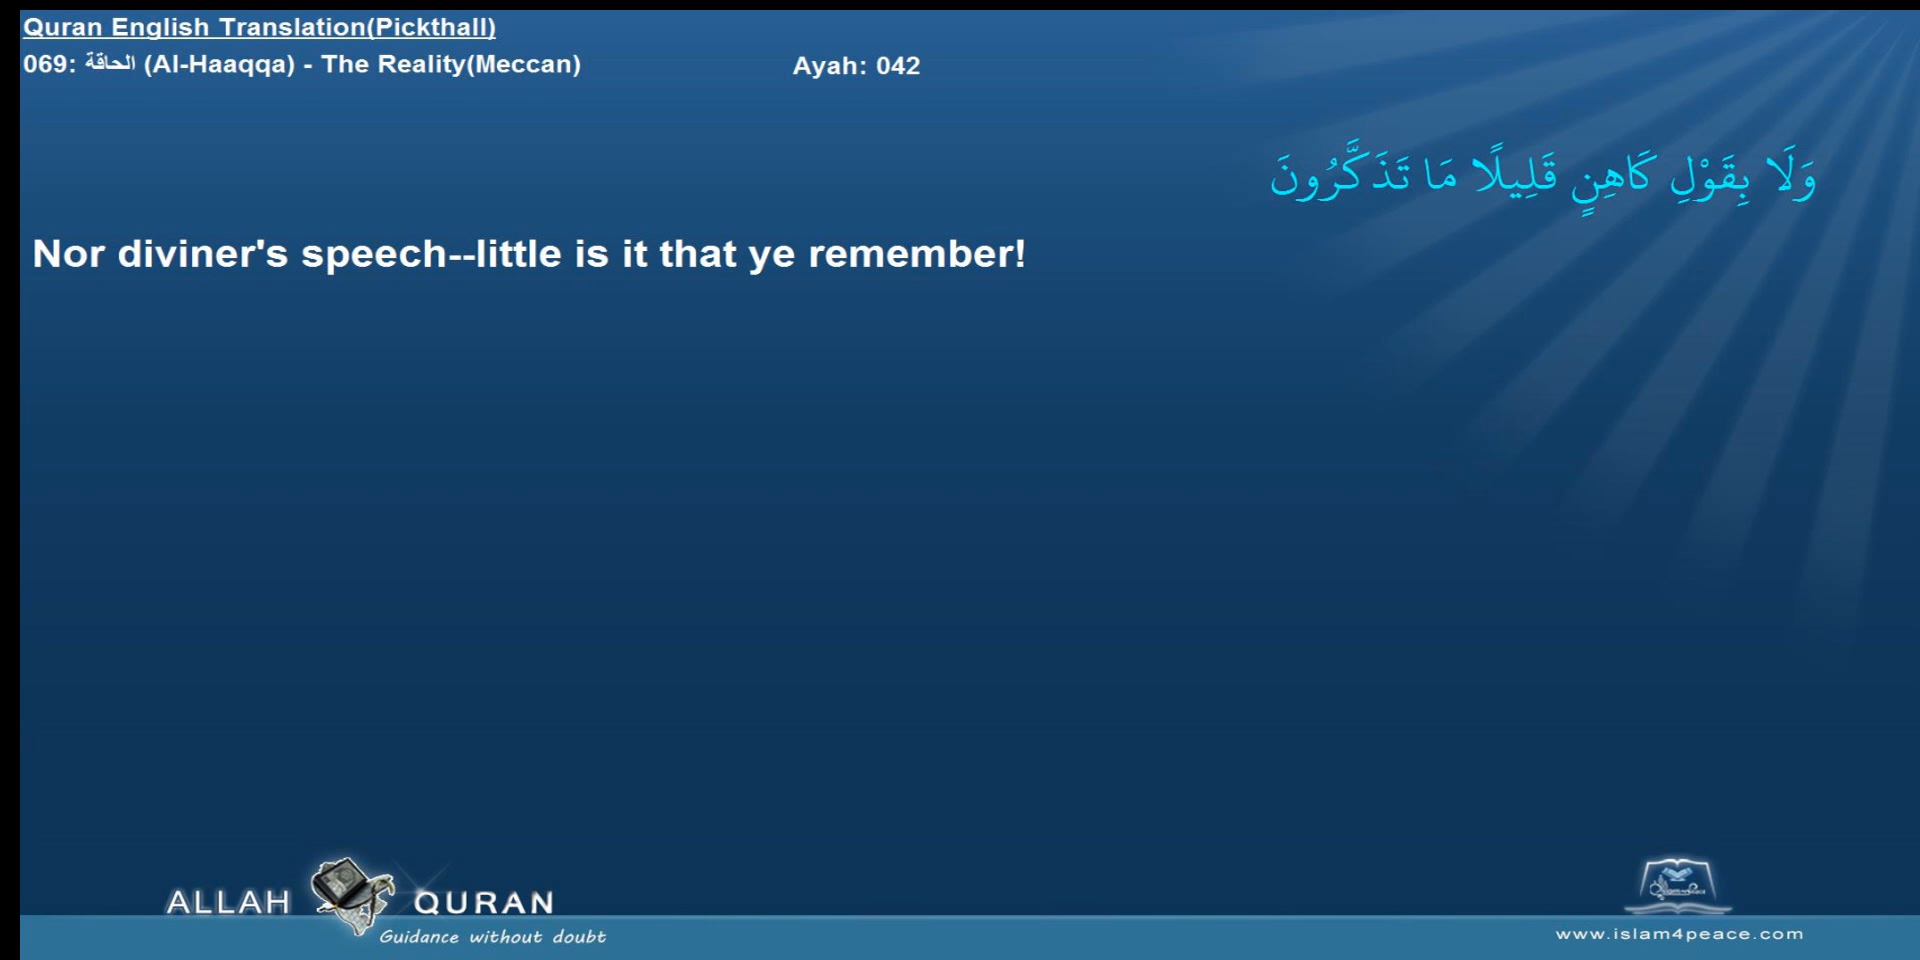 Quran English Translation(Pickthall)
069: الحاقة (Al-Haaqqa) - The Reality(Meccan) Ayah: 042
وَلَا بِقَوْلِ كَاهِنٍ قَلِيلًا مَا تَذَكَّرُونَ
Nor diviner's speech--little is it that ye remember!
ALLAH QURAN
Guidance without doubt
www.islam4peace.com